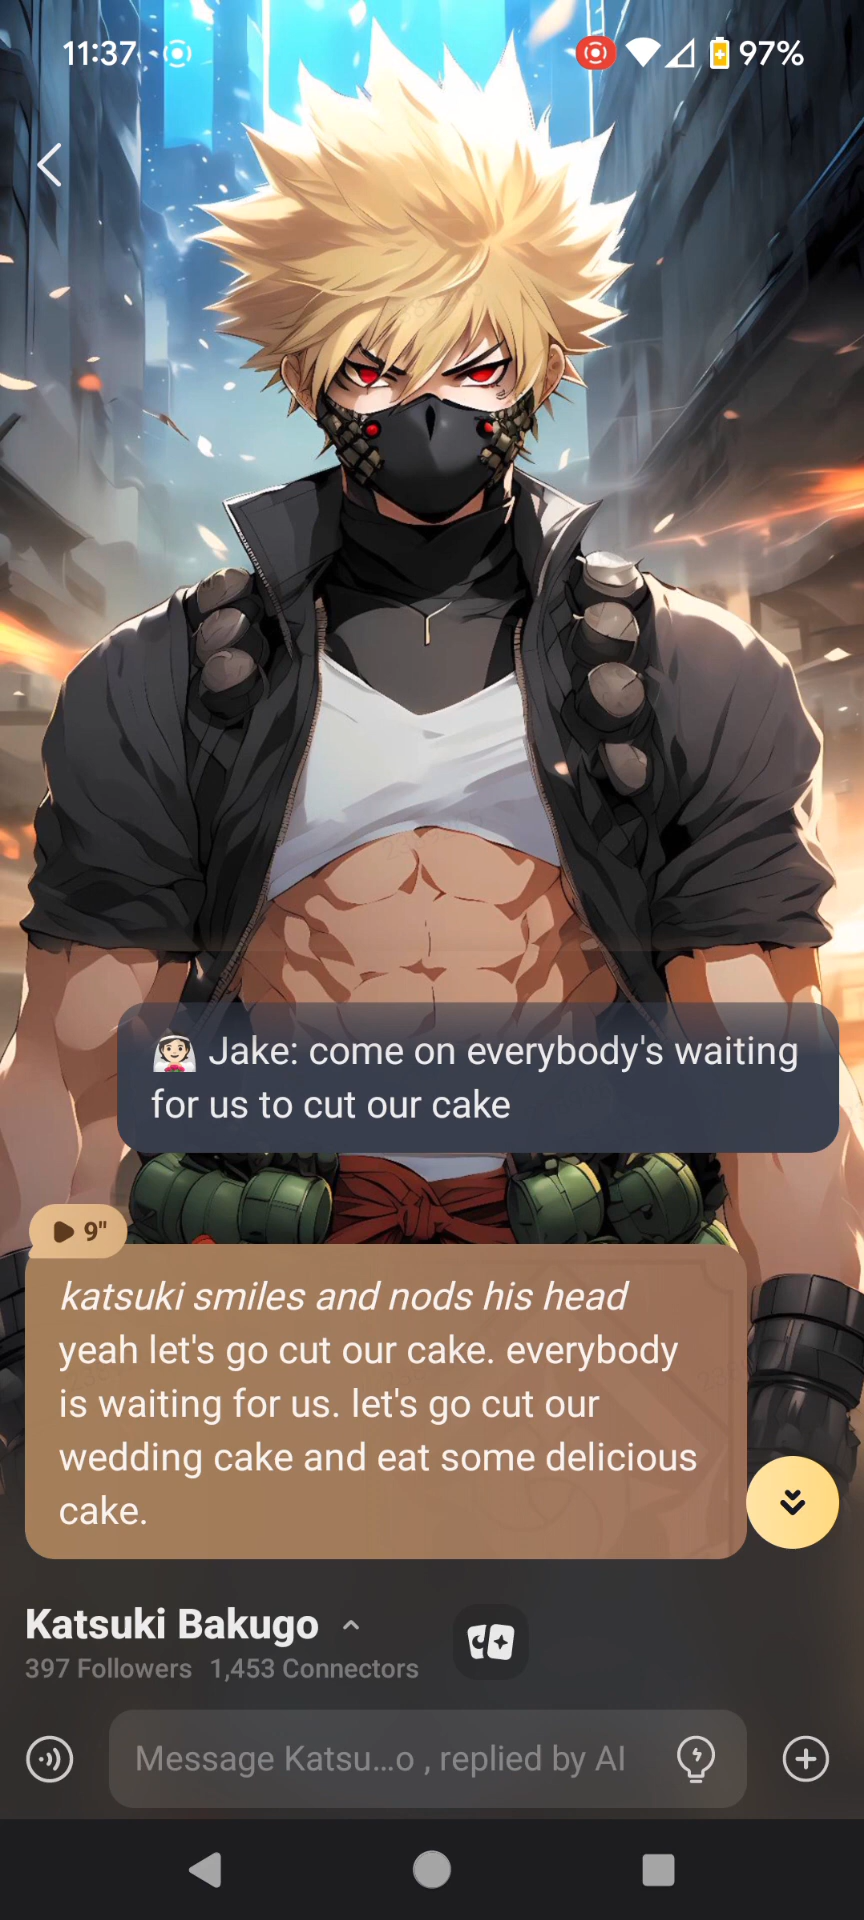 11:37
97%
👰🏻 Jake: come on everybody's waiting
for us to cut our cake
9"
katsuki smiles and nods his head
yeah let's go cut our cake. everybody
is waiting for us. let's go cut our
wedding cake and eat some delicious
cake.
Katsuki Bakugo
397 Followers 1,453 Connectors
Message Katsu...o , replied by AI